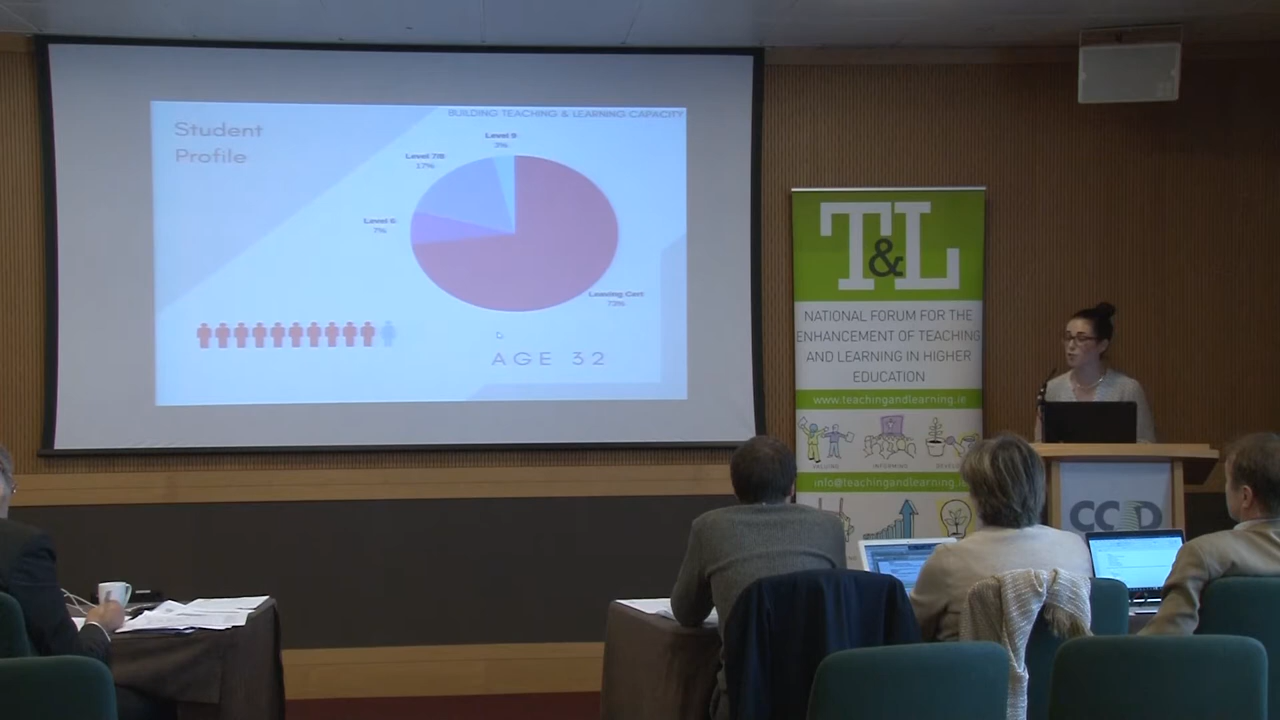 BUILDING TEACHING & LEARNING CAPACITY
Student
Profile
Level 9
3%
Level 7/8
17%
Level 6
7%
Leaving Cert
73%
AGE 32
T&L
NATIONAL FORUM FOR THE
ENHANCEMENT OF TEACHING
AND LEARNING IN HIGHER
EDUCATION
www.teachingandlearning.ie
VALUING
INFORMING
info@teachingandlearning.ie